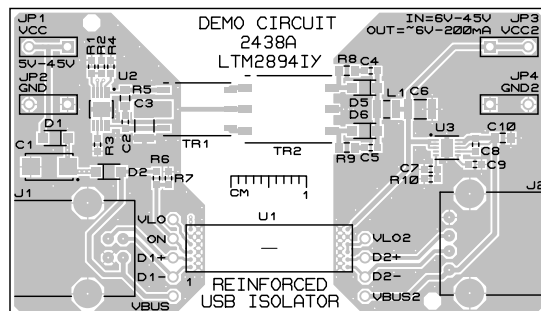 JP1
VCC
5V-45V
JP2
GND
DEMO CIRCUIT
2438A
LTM2894IY
IN=6V-45V
OUT=~6V-200mA
JP3
VCC2
JP4
GND2
R1
R2
R4
U2
R5
C3
C2
R3
D1
C1
D2
R6
R7
TR1
TR2
R8
C4
D5
D6
R9
C5
L1
C6
U3
C10
C8
C9
C7
R10
J1
J2
CM
1
U1
VLO
ON
D1+
D1-
VBUS
1
VLO2
D2+
D2-
VBUS2
REINFORCED
USB ISOLATOR